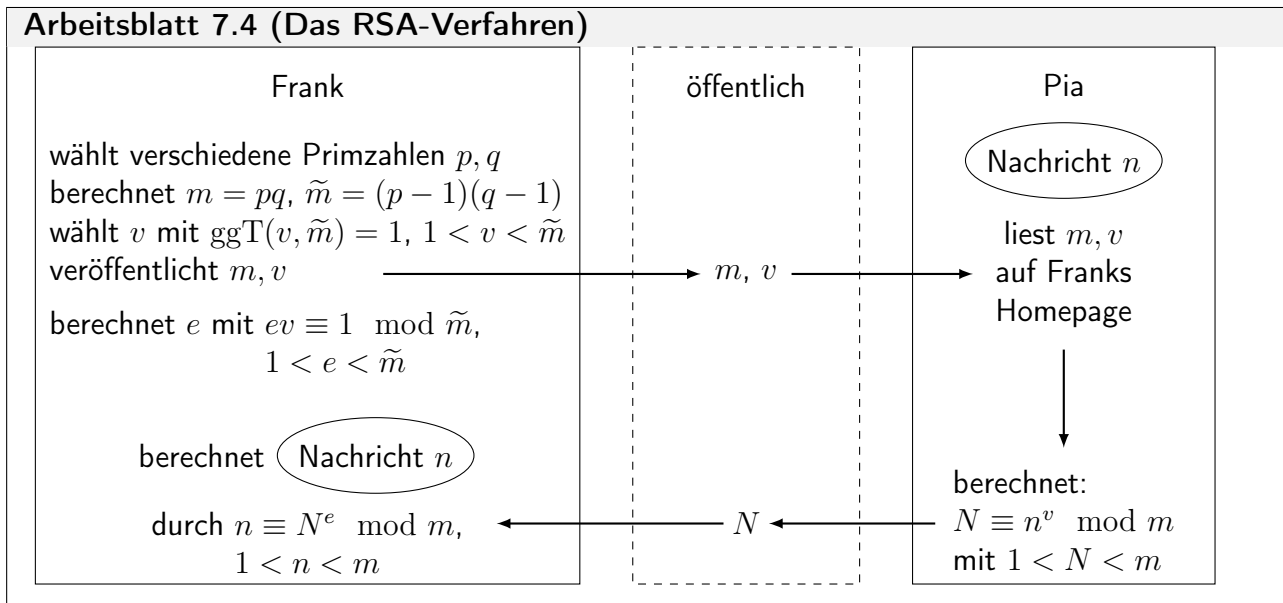 Arbeitsblatt 7.4 (Das RSA-Verfahren)
Frank
wählt verschiedene Primzahlen p, q
berechnet m = pq, m̃ = (p − 1)(q − 1)
wählt v mit ggT(v, m̃) = 1, 1 < v < m̃
veröffentlicht m, v
berechnet e mit ev ≡ 1 mod m̃,
1 < e < m̃
berechnet Nachricht n
durch n ≡ Nᵉ mod m,
1 < n < m
öffentlich
m, v
N
Pia
Nachricht n
liest m, v
auf Franks
Homepage
berechnet:
N ≡ nᵛ mod m
mit 1 < N < m